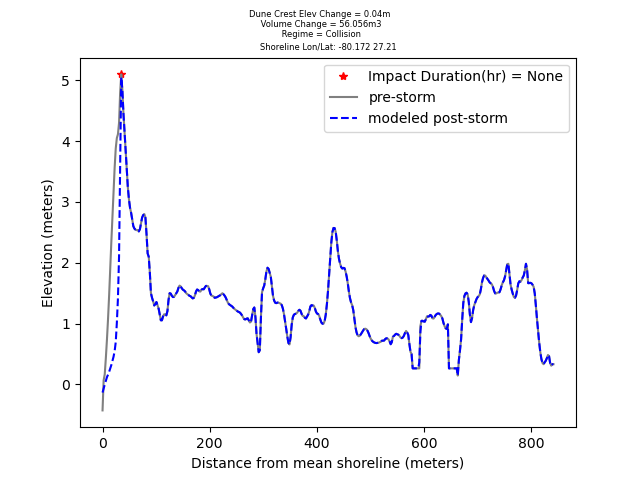 Dune Crest Elev Change = 0.04m
Volume Change = 56.056m3
Regime = Collision
Shoreline Lon/Lat: -80.172 27.21
Impact Duration(hr) = None
pre-storm
modeled post-storm
Elevation (meters)
5
4
3
2
1
0
0 200 400 600 800
Distance from mean shoreline (meters)